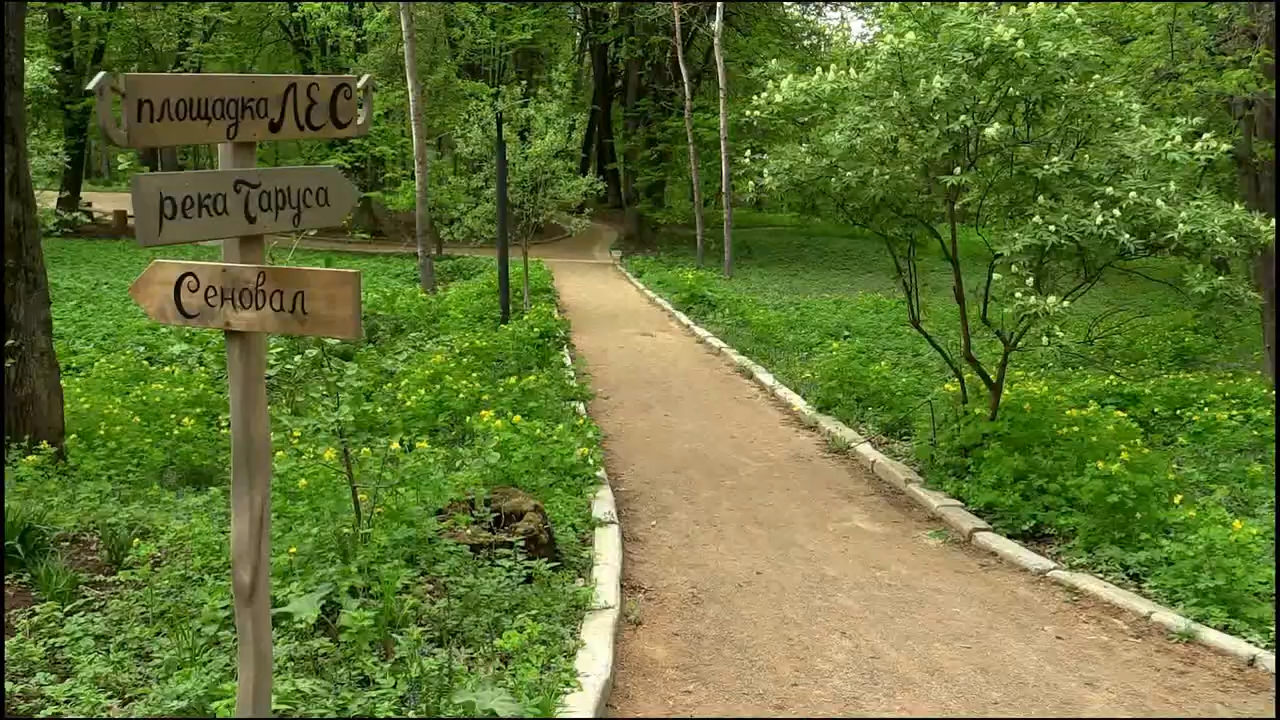 площадка ЛЕС
река Таруса
Сеновал